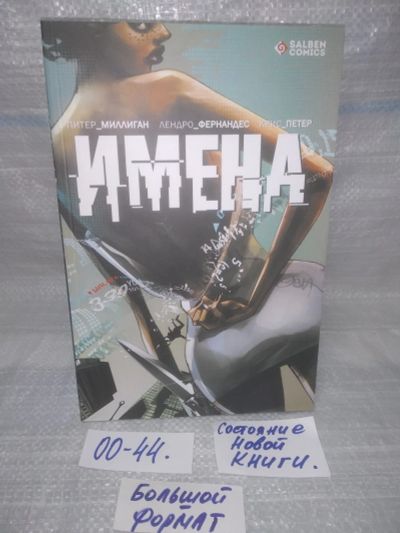 SALBEN
COMICS
ПИТЕР_МИЛЛИГАН ЛЕНДРО_ФЕРНАНДЕС КРИС_ПЕТЕР
ИМЕНА
00-44.
Состояние
Новой
Книги.
Большой
Формат